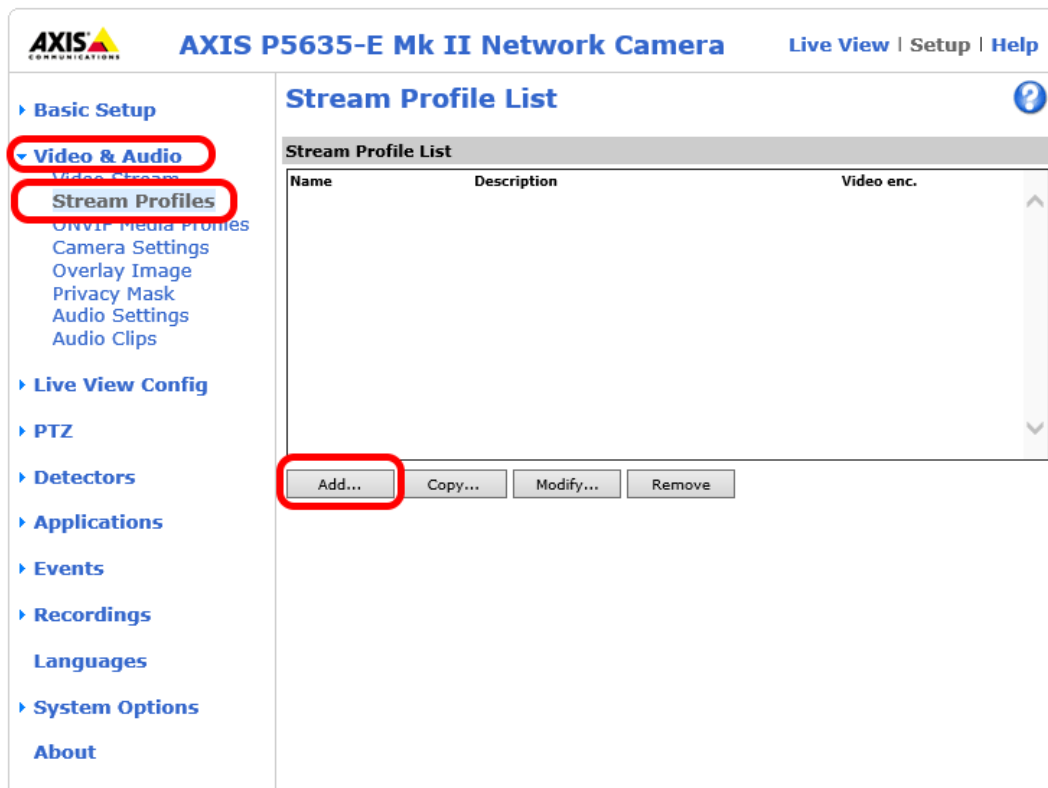 AXIS
COMMUNICATIONS
AXIS P5635-E Mk II Network Camera
Live View | Setup | Help
Basic Setup
Video & Audio
Video Stream
Stream Profiles
ONVIF Media Profiles
Camera Settings
Overlay Image
Privacy Mask
Audio Settings
Audio Clips
Live View Config
PTZ
Detectors
Applications
Events
Recordings
Languages
System Options
About
Stream Profile List
?
Stream Profile List
Name Description Video enc.
Add... Copy... Modify... Remove